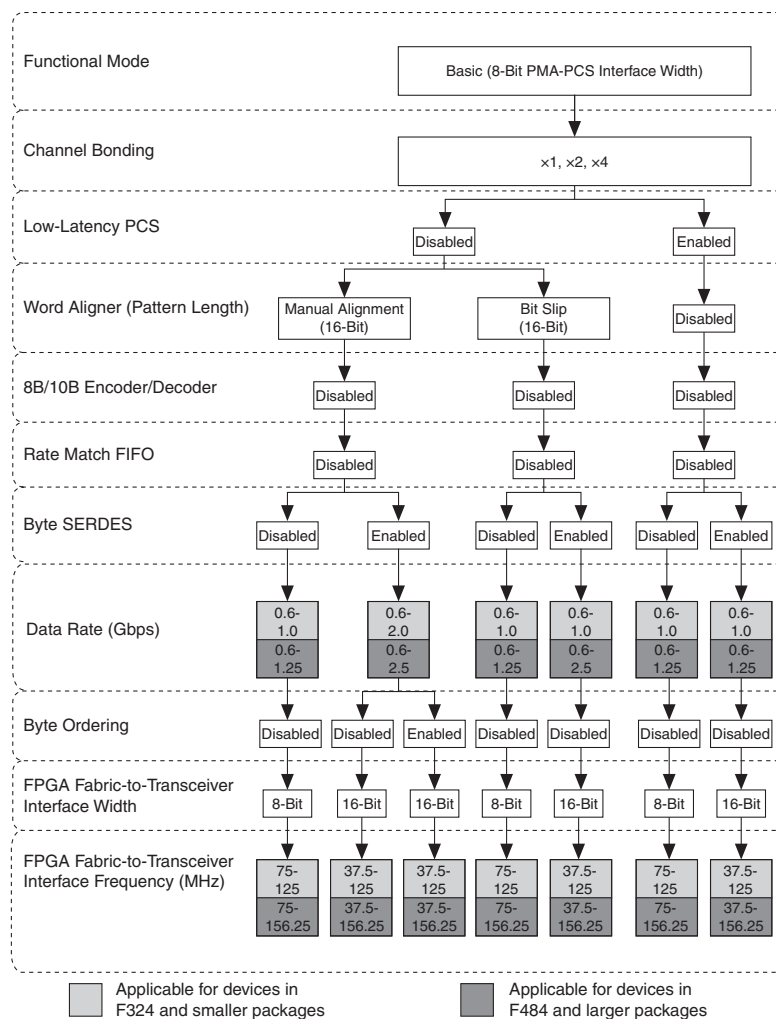 Functional Mode
Basic (8-Bit PMA-PCS Interface Width)
Channel Bonding
×1, ×2, ×4
Low-Latency PCS
Disabled
Enabled
Word Aligner (Pattern Length)
Manual Alignment
(16-Bit)
Bit Slip
(16-Bit)
Disabled
8B/10B Encoder/Decoder
Disabled
Disabled
Disabled
Rate Match FIFO
Disabled
Disabled
Disabled
Byte SERDES
Disabled
Enabled
Disabled
Enabled
Disabled
Enabled
Data Rate (Gbps)
0.6-
1.0
0.6-
1.25
0.6-
2.0
0.6-
2.5
0.6-
1.0
0.6-
1.25
0.6-
1.0
0.6-
2.5
0.6-
1.0
0.6-
1.25
0.6-
1.0
0.6-
1.25
Byte Ordering
Disabled
Disabled
Enabled
Disabled
Disabled
Disabled
Disabled
FPGA Fabric-to-Transceiver
Interface Width
8-Bit
16-Bit
16-Bit
8-Bit
16-Bit
8-Bit
16-Bit
FPGA Fabric-to-Transceiver
Interface Frequency (MHz)
75-
125
75-
156.25
37.5-
125
37.5-
156.25
37.5-
125
37.5-
156.25
75-
125
75-
156.25
37.5-
125
37.5-
156.25
75-
125
75-
156.25
37.5-
125
37.5-
156.25
Applicable for devices in
F324 and smaller packages
Applicable for devices in
F484 and larger packages